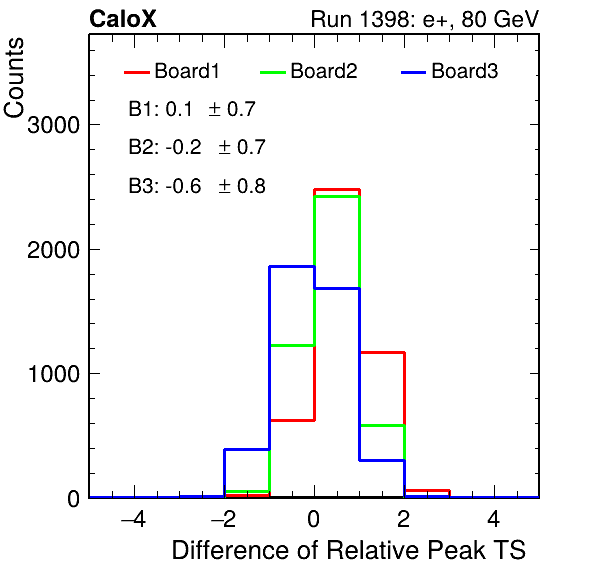 CaloX Run 1398: e+, 80 GeV
Counts
Board1 Board2 Board3
B1: 0.1 ± 0.7
B2: -0.2 ± 0.7
B3: -0.6 ± 0.8
3000
2000
1000
0
−4 −2 0 2 4
Difference of Relative Peak TS